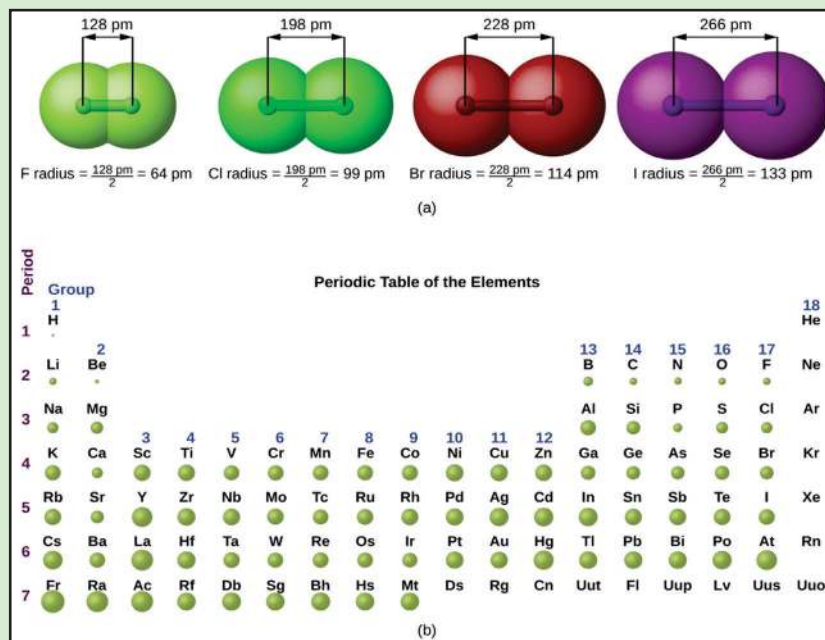 128 pm 198 pm 228 pm 266 pm
F radius = 128 pm / 2 = 64 pm Cl radius = 198 pm / 2 = 99 pm Br radius = 228 pm / 2 = 114 pm I radius = 266 pm / 2 = 133 pm
(a)
Periodic Table of the Elements
Period
Group
1 18
1 H He
2 13 14 15 16 17
2 Li Be B C N O F Ne
3 Na Mg Al Si P S Cl Ar
3 4 5 6 7 8 9 10 11 12
4 K Ca Sc Ti V Cr Mn Fe Co Ni Cu Zn Ga Ge As Se Br Kr
5 Rb Sr Y Zr Nb Mo Tc Ru Rh Pd Ag Cd In Sn Sb Te I Xe
6 Cs Ba La Hf Ta W Re Os Ir Pt Au Hg Tl Pb Bi Po At Rn
7 Fr Ra Ac Rf Db Sg Bh Hs Mt Ds Rg Cn Uut Fl Uup Lv Uus Uuo
(b)